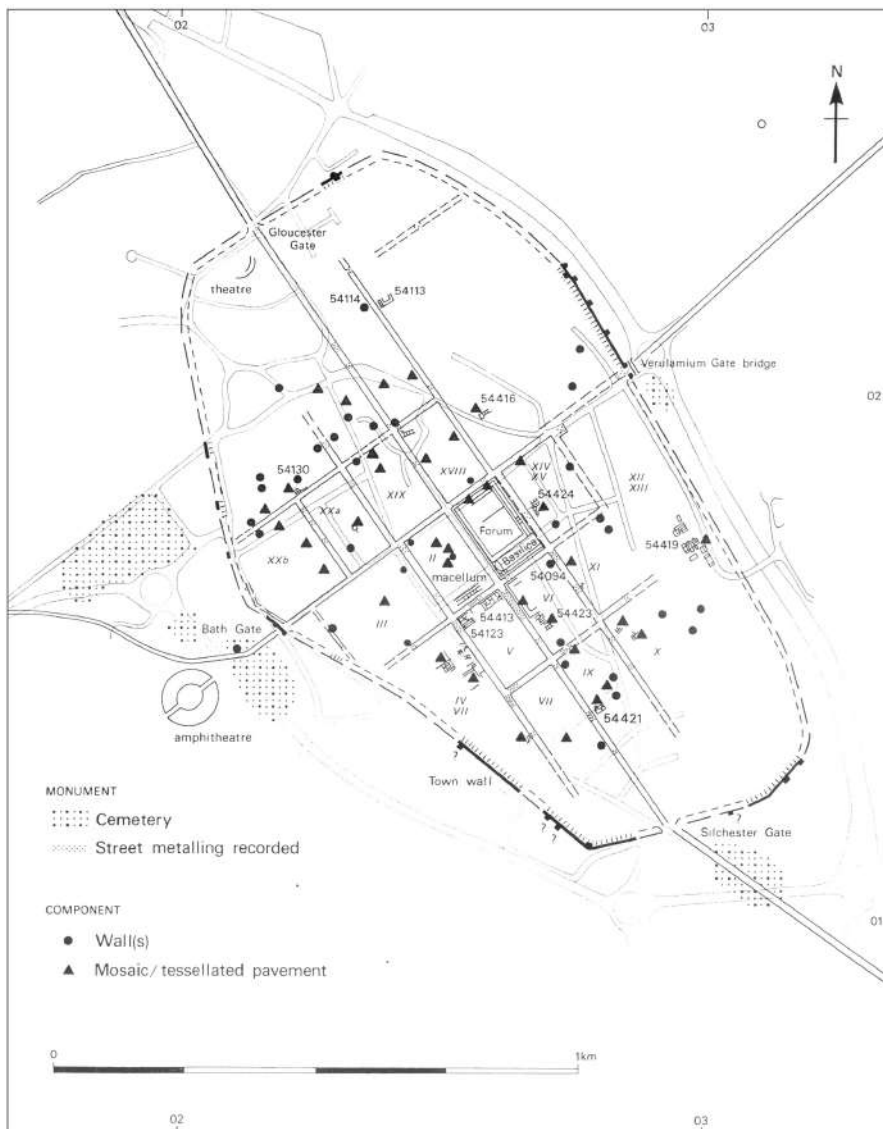 02
03
N
Gloucester
Gate
theatre
54114
54113
Verulamium Gate bridge
54416
02
54130
XIX
XVIII
XIV
XV
XII
XIII
54424
XXa
Forum
54419
XXb
II
Basilica
XI
macellum
54094
VI
III
54413
54423
Bath Gate
54123
V
X
IX
IV
VII
VII
amphitheatre
54421
Town wall
?
MONUMENT
Cemetery
? ?
Silchester Gate
?
Street metalling recorded
COMPONENT
01
Wall(s)
Mosaic/tessellated pavement
0
1km
02
03